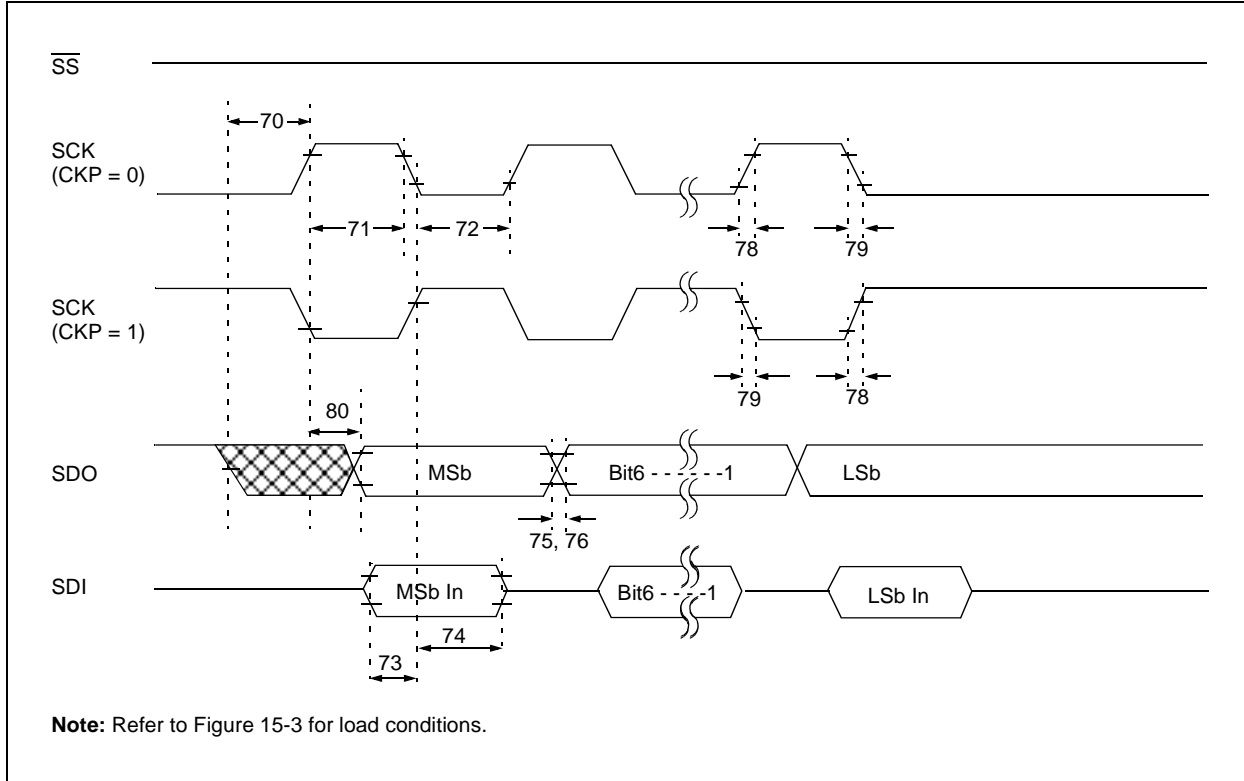 SS
70
SCK
(CKP = 0)
71
72
78
79
SCK
(CKP = 1)
79
78
80
SDO
MSb
Bit6 - - - - - -1
LSb
75, 76
SDI
MSb In
Bit6 - - - - -1
LSb In
74
73
Note: Refer to Figure 15-3 for load conditions.